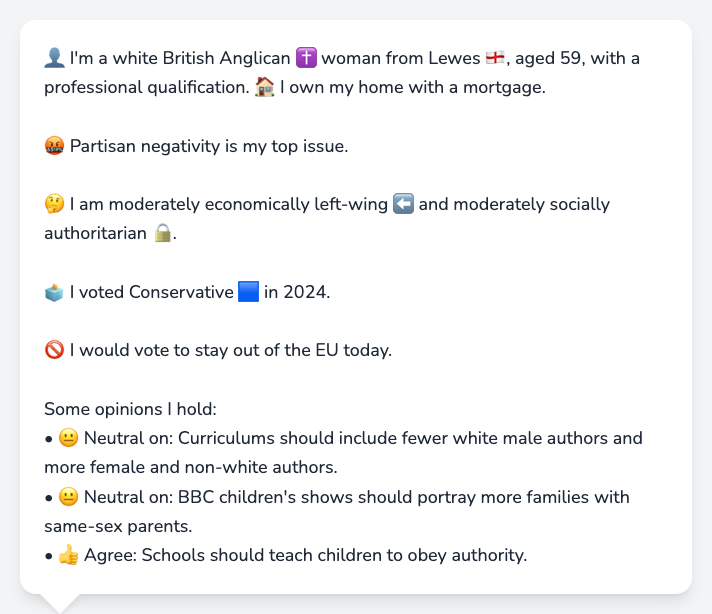 👤 I'm a white British Anglican ✝️ woman from Lewes 🏴󠁧󠁢󠁥󠁮󠁧󠁿, aged 59, with a
professional qualification. 🏠 I own my home with a mortgage.
🤬 Partisan negativity is my top issue.
🤔 I am moderately economically left-wing ⬅️ and moderately socially
authoritarian 🔒.
🗳️ I voted Conservative 🟦 in 2024.
🚫 I would vote to stay out of the EU today.
Some opinions I hold:
• 😐 Neutral on: Curriculums should include fewer white male authors and
more female and non-white authors.
• 😐 Neutral on: BBC children's shows should portray more families with
same-sex parents.
• 👍 Agree: Schools should teach children to obey authority.